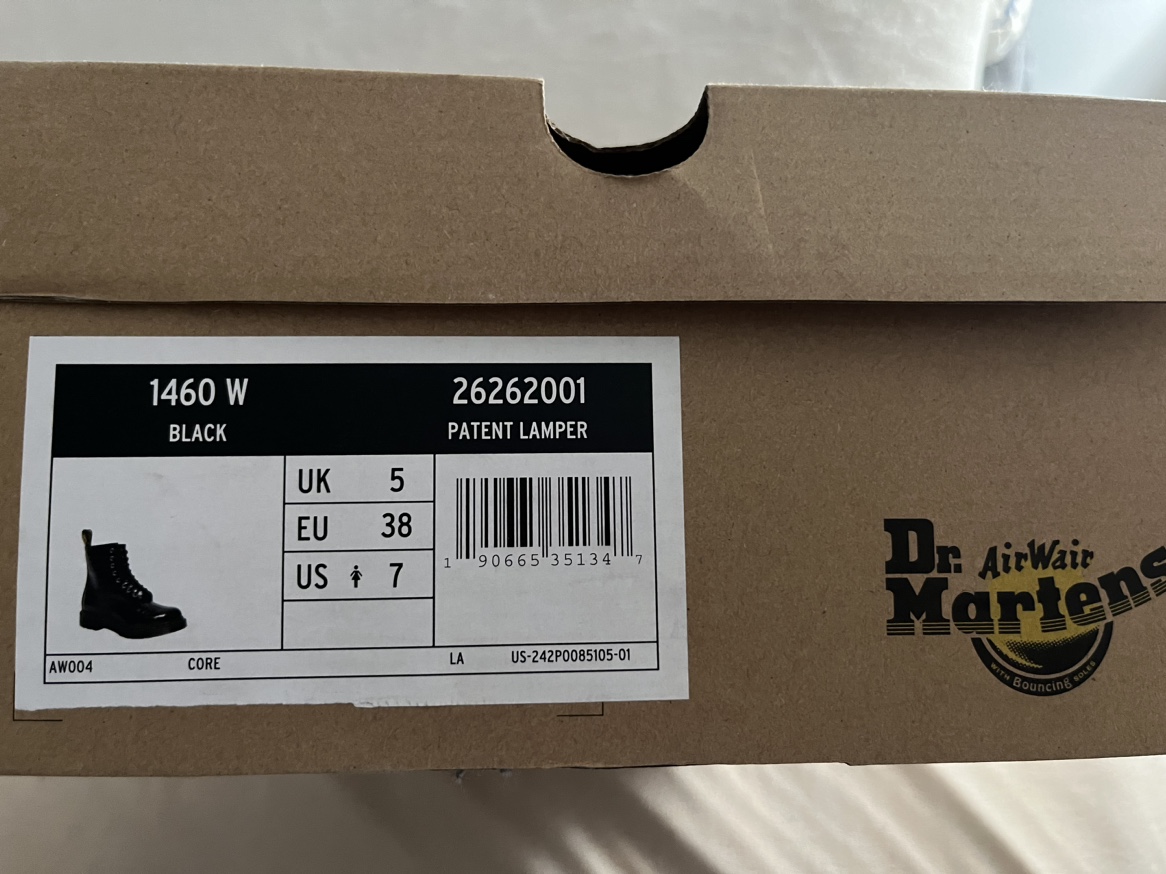 1460 W 26262001
BLACK PATENT LAMPER
UK 5
EU 38
US 7
1 90665 35134 7
AW004 CORE LA US-242P0085105-01
Dr. AirWair
Martens
WITH Bouncing SOLES